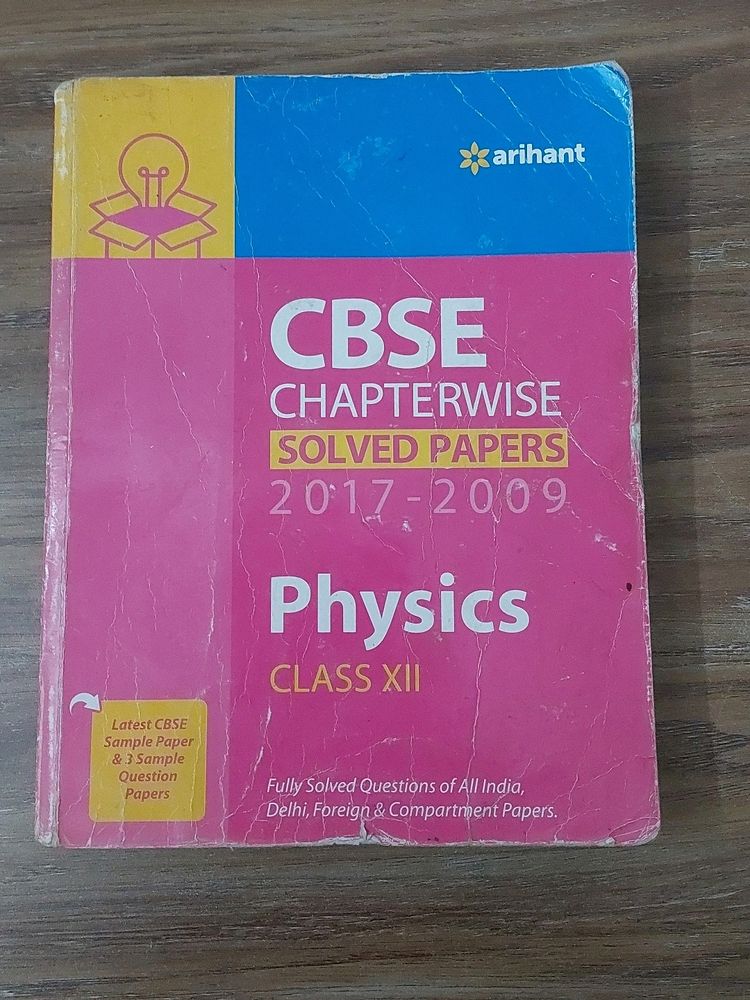 arihant
CBSE
CHAPTERWISE
SOLVED PAPERS
2017-2009
Physics
CLASS XII
Latest CBSE
Sample Paper
& 3 Sample
Question
Papers
Fully Solved Questions of All India,
Delhi, Foreign & Compartment Papers.